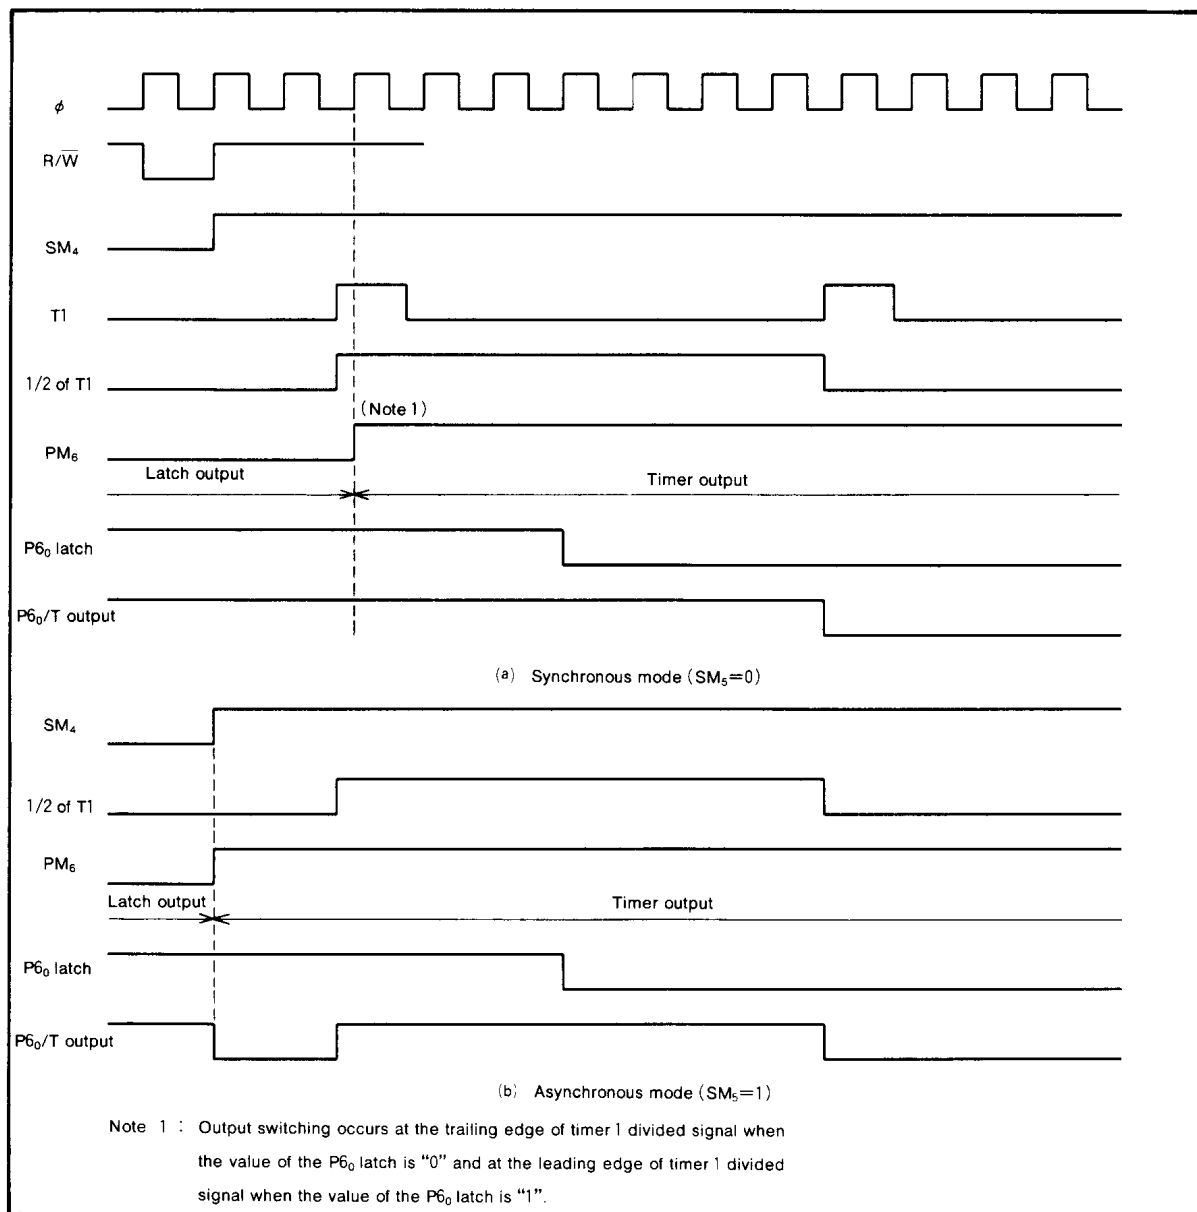 ϕ
R/W̅
SM₄
T1
1/2 of T1
(Note 1)
PM₆
Latch output
Timer output
P6₀ latch
P6₀/T output
(a) Synchronous mode (SM₅=0)
SM₄
1/2 of T1
PM₆
Latch output
Timer output
P6₀ latch
P6₀/T output
(b) Asynchronous mode (SM₅=1)
Note 1 : Output switching occurs at the trailing edge of timer 1 divided signal when
the value of the P6₀ latch is “0” and at the leading edge of timer 1 divided
signal when the value of the P6₀ latch is “1”.